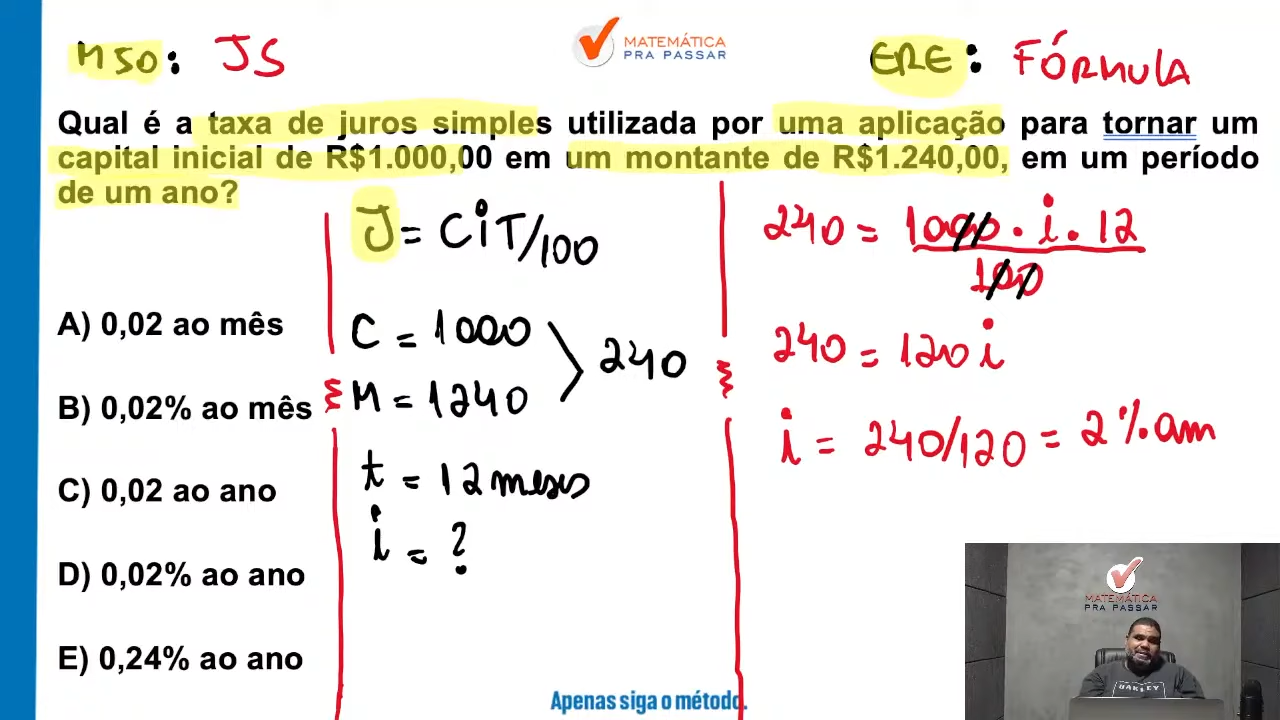 M50: JS
MATEMÁTICA
PRA PASSAR
ERE: FÓRMULA
Qual é a taxa de juros simples utilizada por uma aplicação para tornar um
capital inicial de R$1.000,00 em um montante de R$1.240,00, em um período
de um ano?
A) 0,02 ao mês
B) 0,02% ao mês
C) 0,02 ao ano
D) 0,02% ao ano
E) 0,24% ao ano
J = CiT/100
C = 1000
M = 1240
240
t = 12 meses
i = ?
240 = 1000 . i . 12
100
240 = 120 i
i = 240/120 = 2% am
MATEMÁTICA
PRA PASSAR
OAKLEY
Apenas siga o método.